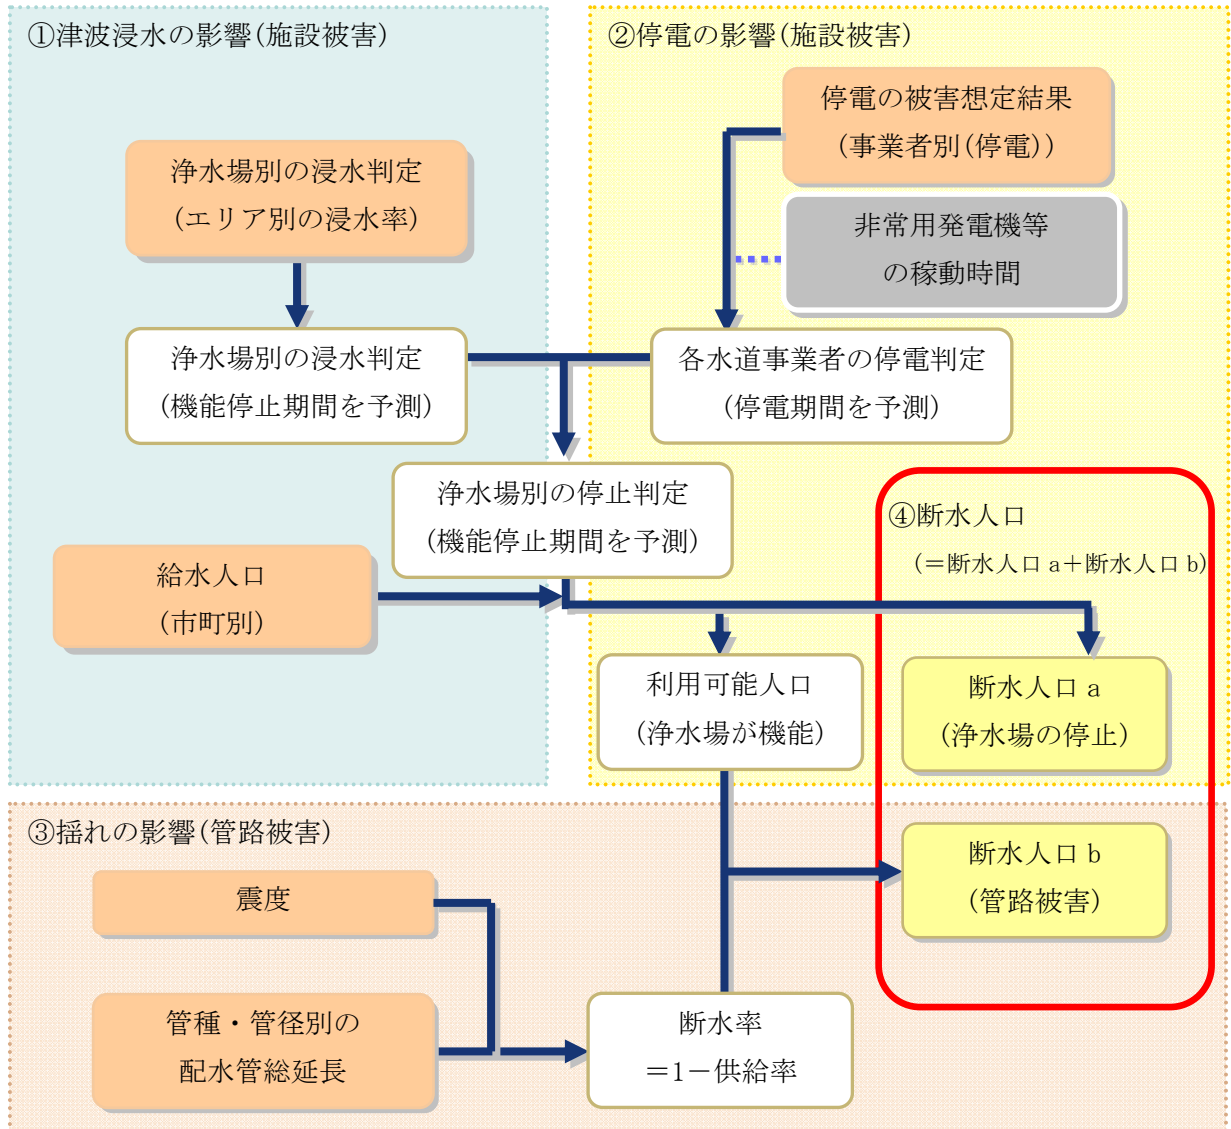 ①津波浸水の影響(施設被害)
②停電の影響(施設被害)
停電の被害想定結果
(事業者別(停電))
浄水場別の浸水判定
(エリア別の浸水率)
非常用発電機等
の稼動時間
浄水場別の浸水判定
(機能停止期間を予測)
各水道事業者の停電判定
(停電期間を予測)
浄水場別の停止判定
(機能停止期間を予測)
④断水人口
(＝断水人口 a＋断水人口 b)
給水人口
(市町別)
利用可能人口
(浄水場が機能)
断水人口 a
(浄水場の停止)
③揺れの影響(管路被害)
断水人口 b
(管路被害)
震度
管種・管径別の
配水管総延長
断水率
＝1－供給率